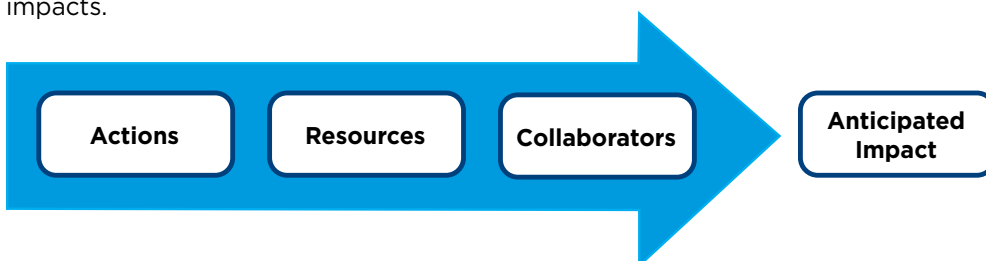 impacts.
Actions
Resources
Collaborators
Anticipated
Impact